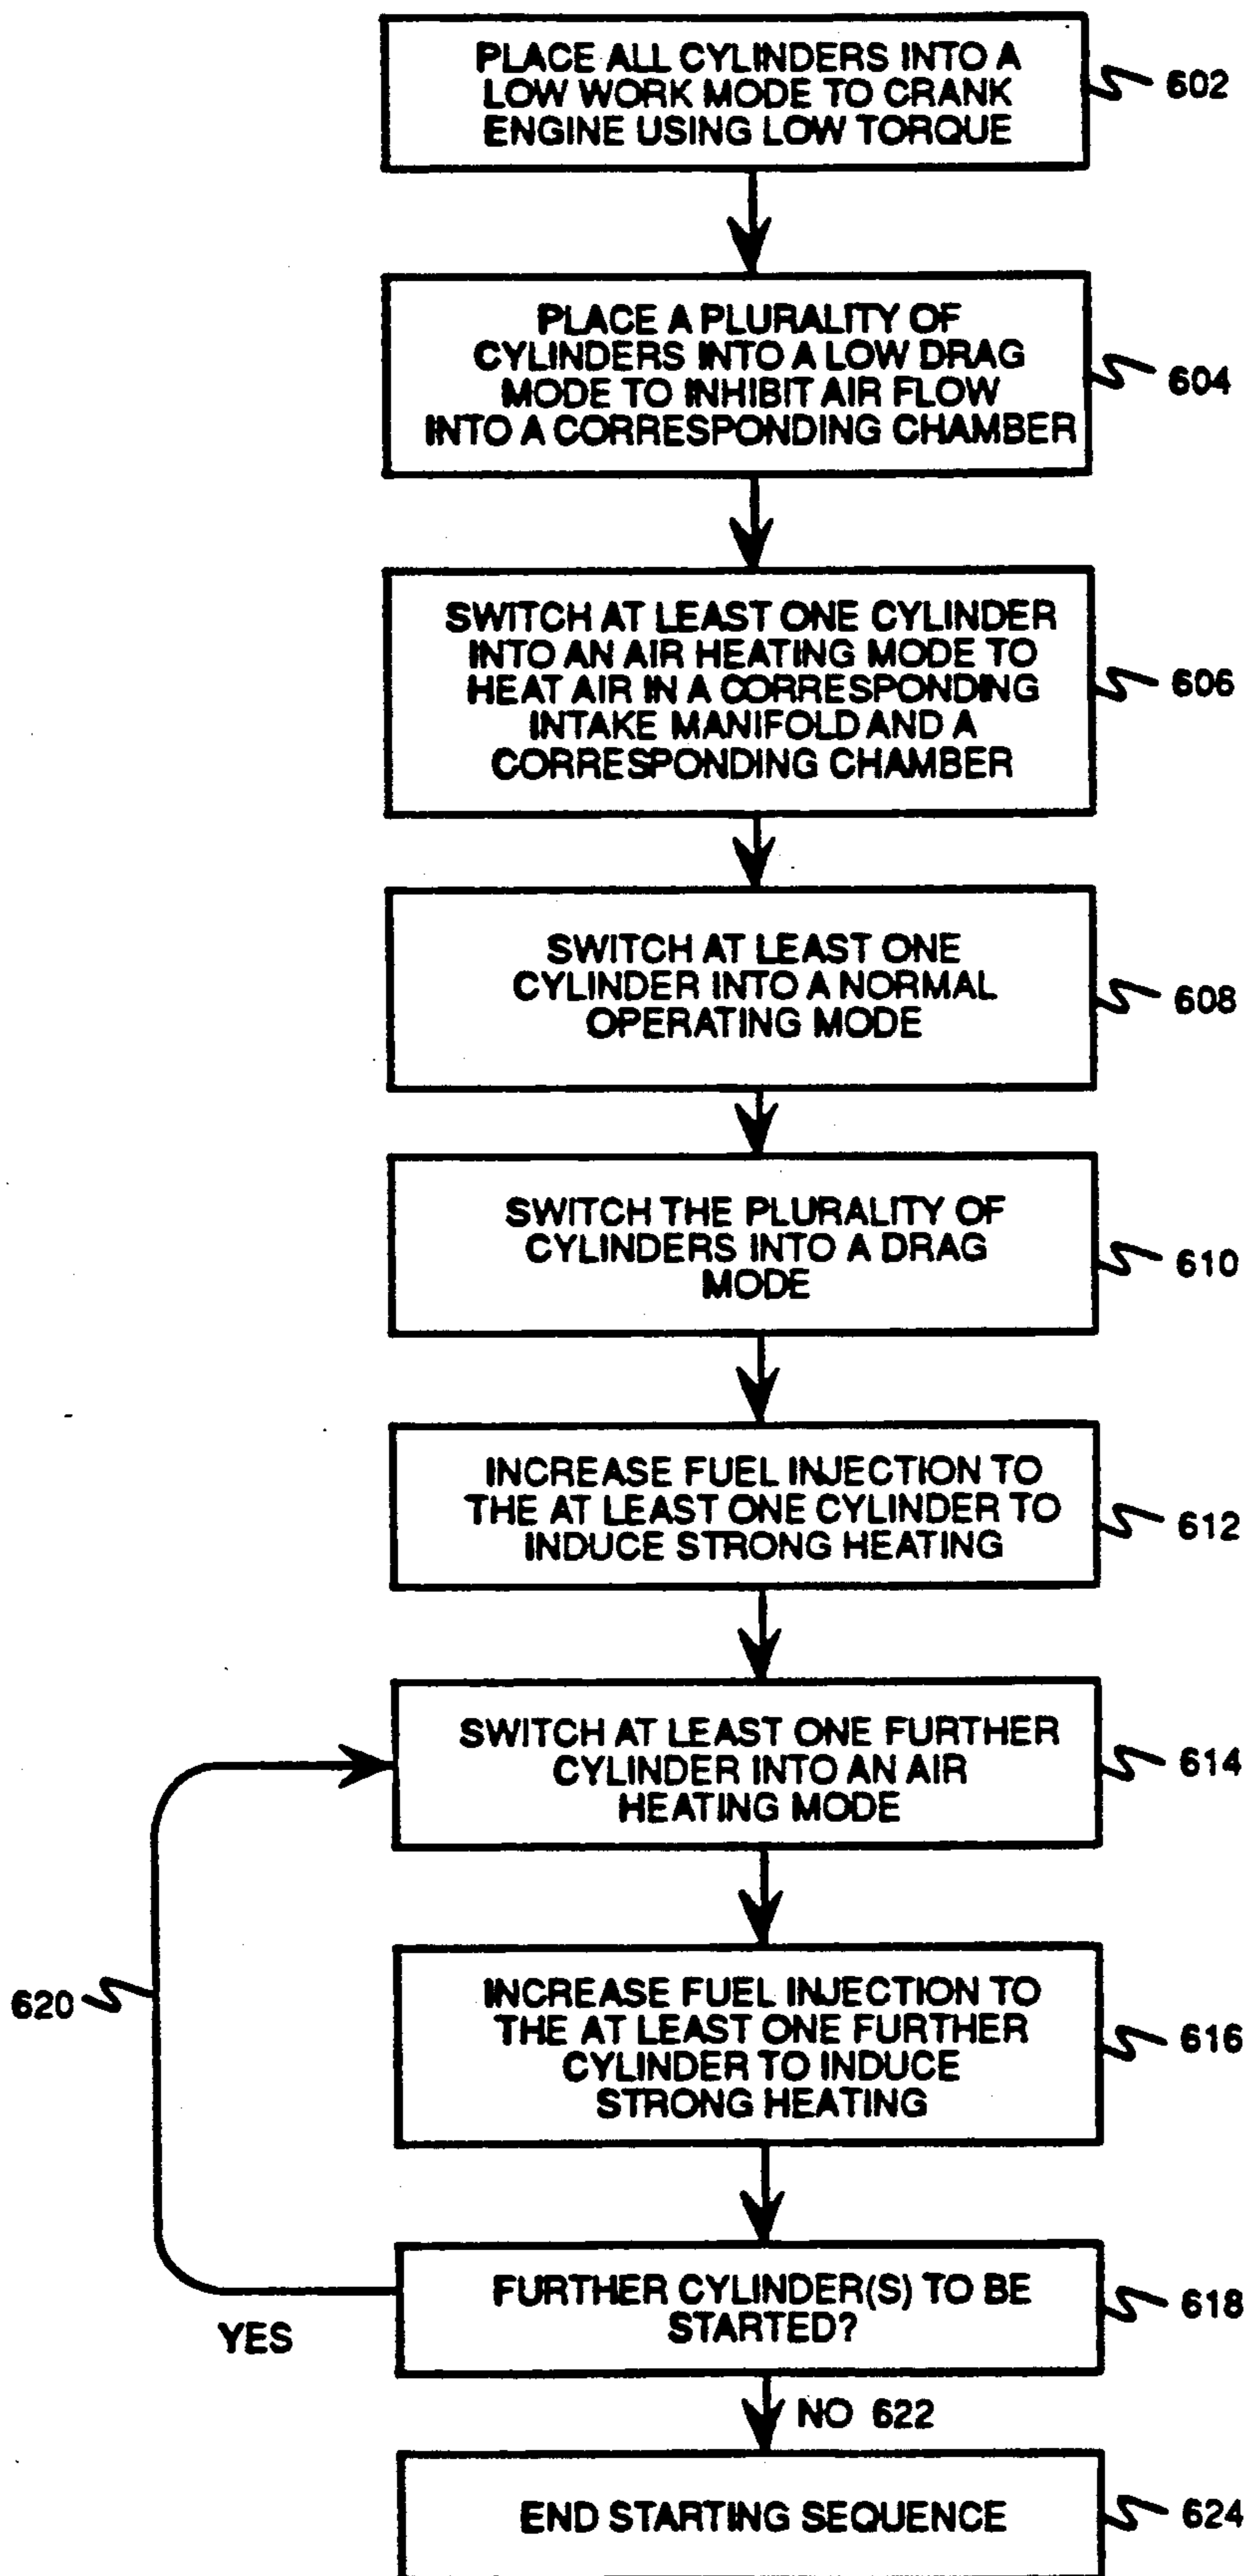 PLACE ALL CYLINDERS INTO A
LOW WORK MODE TO CRANK
ENGINE USING LOW TORQUE
602
PLACE A PLURALITY OF
CYLINDERS INTO A LOW DRAG
MODE TO INHIBIT AIR FLOW
INTO A CORRESPONDING CHAMBER
604
SWITCH AT LEAST ONE CYLINDER
INTO AN AIR HEATING MODE TO
HEAT AIR IN A CORRESPONDING
INTAKE MANIFOLD AND A
CORRESPONDING CHAMBER
606
SWITCH AT LEAST ONE
CYLINDER INTO A NORMAL
OPERATING MODE
608
SWITCH THE PLURALITY OF
CYLINDERS INTO A DRAG
MODE
610
INCREASE FUEL INJECTION TO
THE AT LEAST ONE CYLINDER TO
INDUCE STRONG HEATING
612
SWITCH AT LEAST ONE FURTHER
CYLINDER INTO AN AIR
HEATING MODE
614
INCREASE FUEL INJECTION TO
THE AT LEAST ONE FURTHER
CYLINDER TO INDUCE
STRONG HEATING
616
620
FURTHER CYLINDER(S) TO BE
STARTED?
618
YES
NO 622
END STARTING SEQUENCE
624